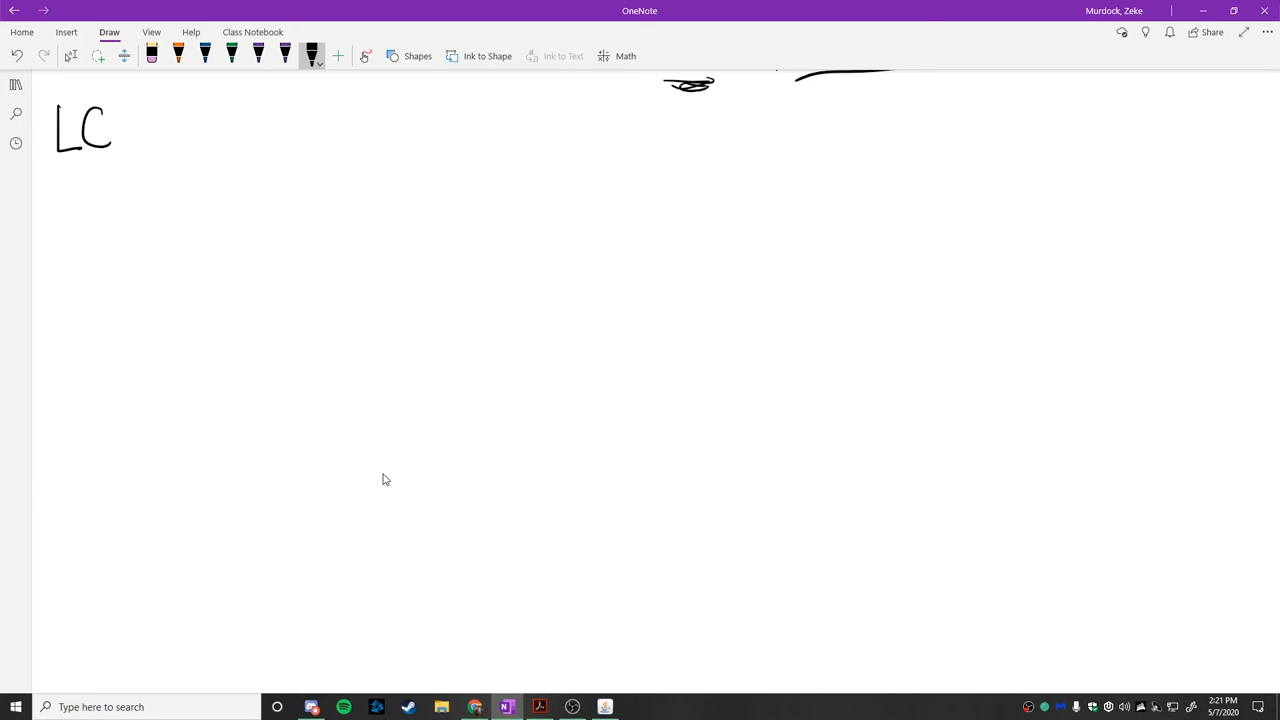 OneNote
Murdock, Zeke
Home Insert Draw View Help Class Notebook
Share
Shapes Ink to Shape Ink to Text Math
LC
Type here to search
2:21 PM
5/7/2020